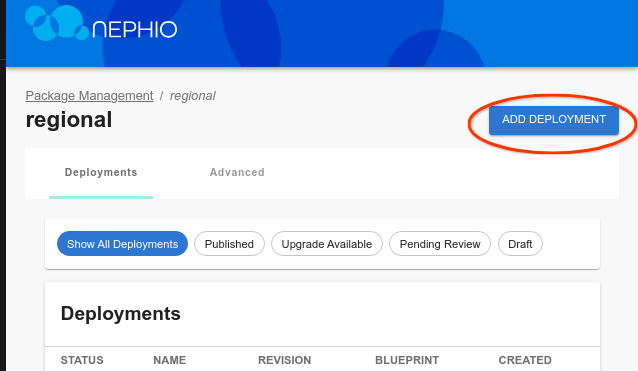 NEPHIO
Package Management / regional
regional
ADD DEPLOYMENT
Deployments Advanced
Show All Deployments Published Upgrade Available Pending Review Draft
Deployments
STATUS NAME REVISION BLUEPRINT CREATED